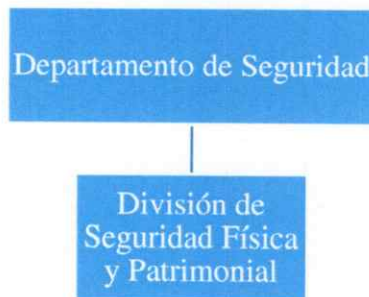 Departamento de Seguridad
División de
Seguridad Física
y Patrimonial